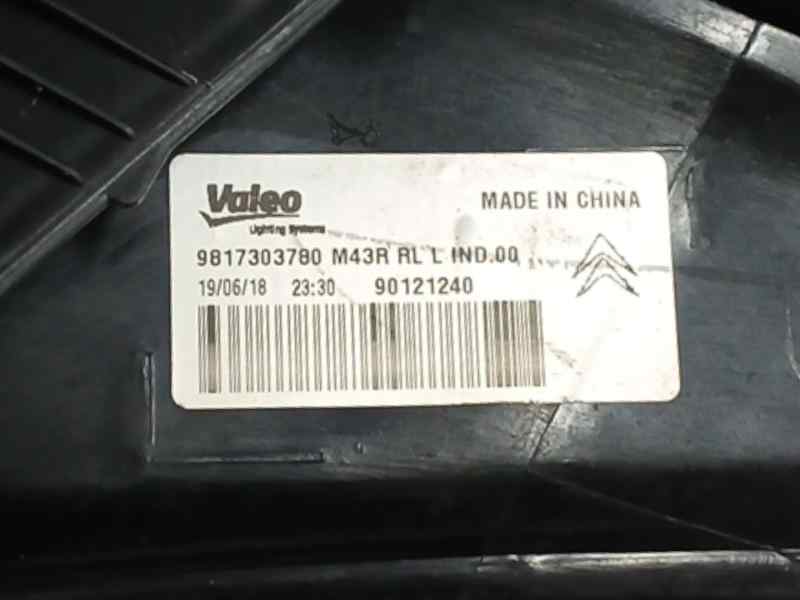 Valeo
Lighting Systems
MADE IN CHINA
9817303780 M43R RL L IND.00
19/06/18 23:30 90121240